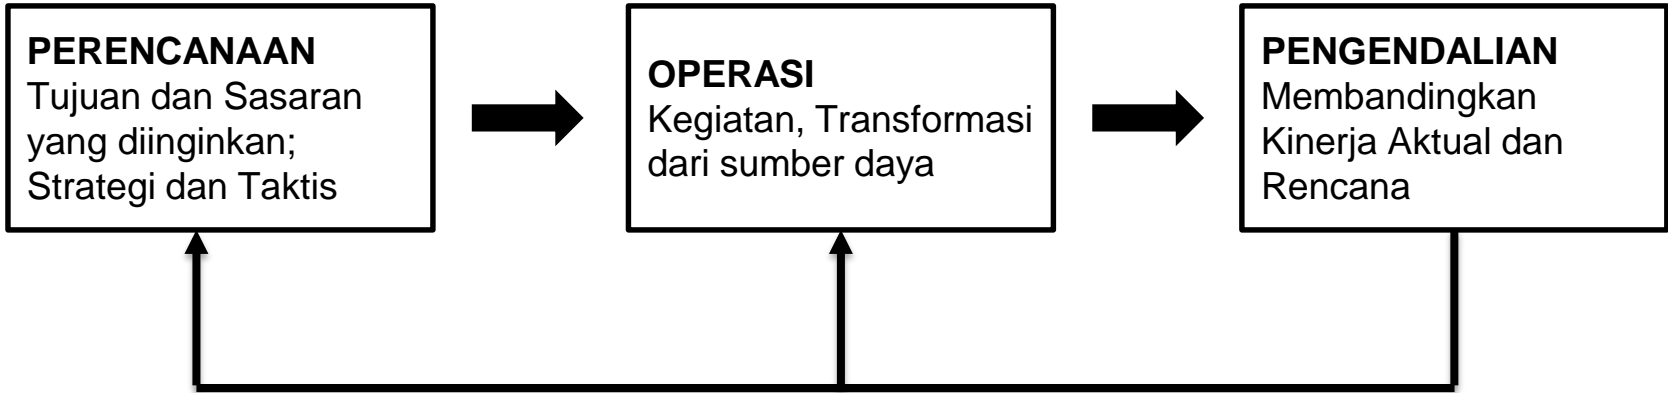 PERENCANAAN
Tujuan dan Sasaran
yang diinginkan;
Strategi dan Taktis
OPERASI
Kegiatan, Transformasi
dari sumber daya
PENGENDALIAN
Membandingkan
Kinerja Aktual dan
Rencana